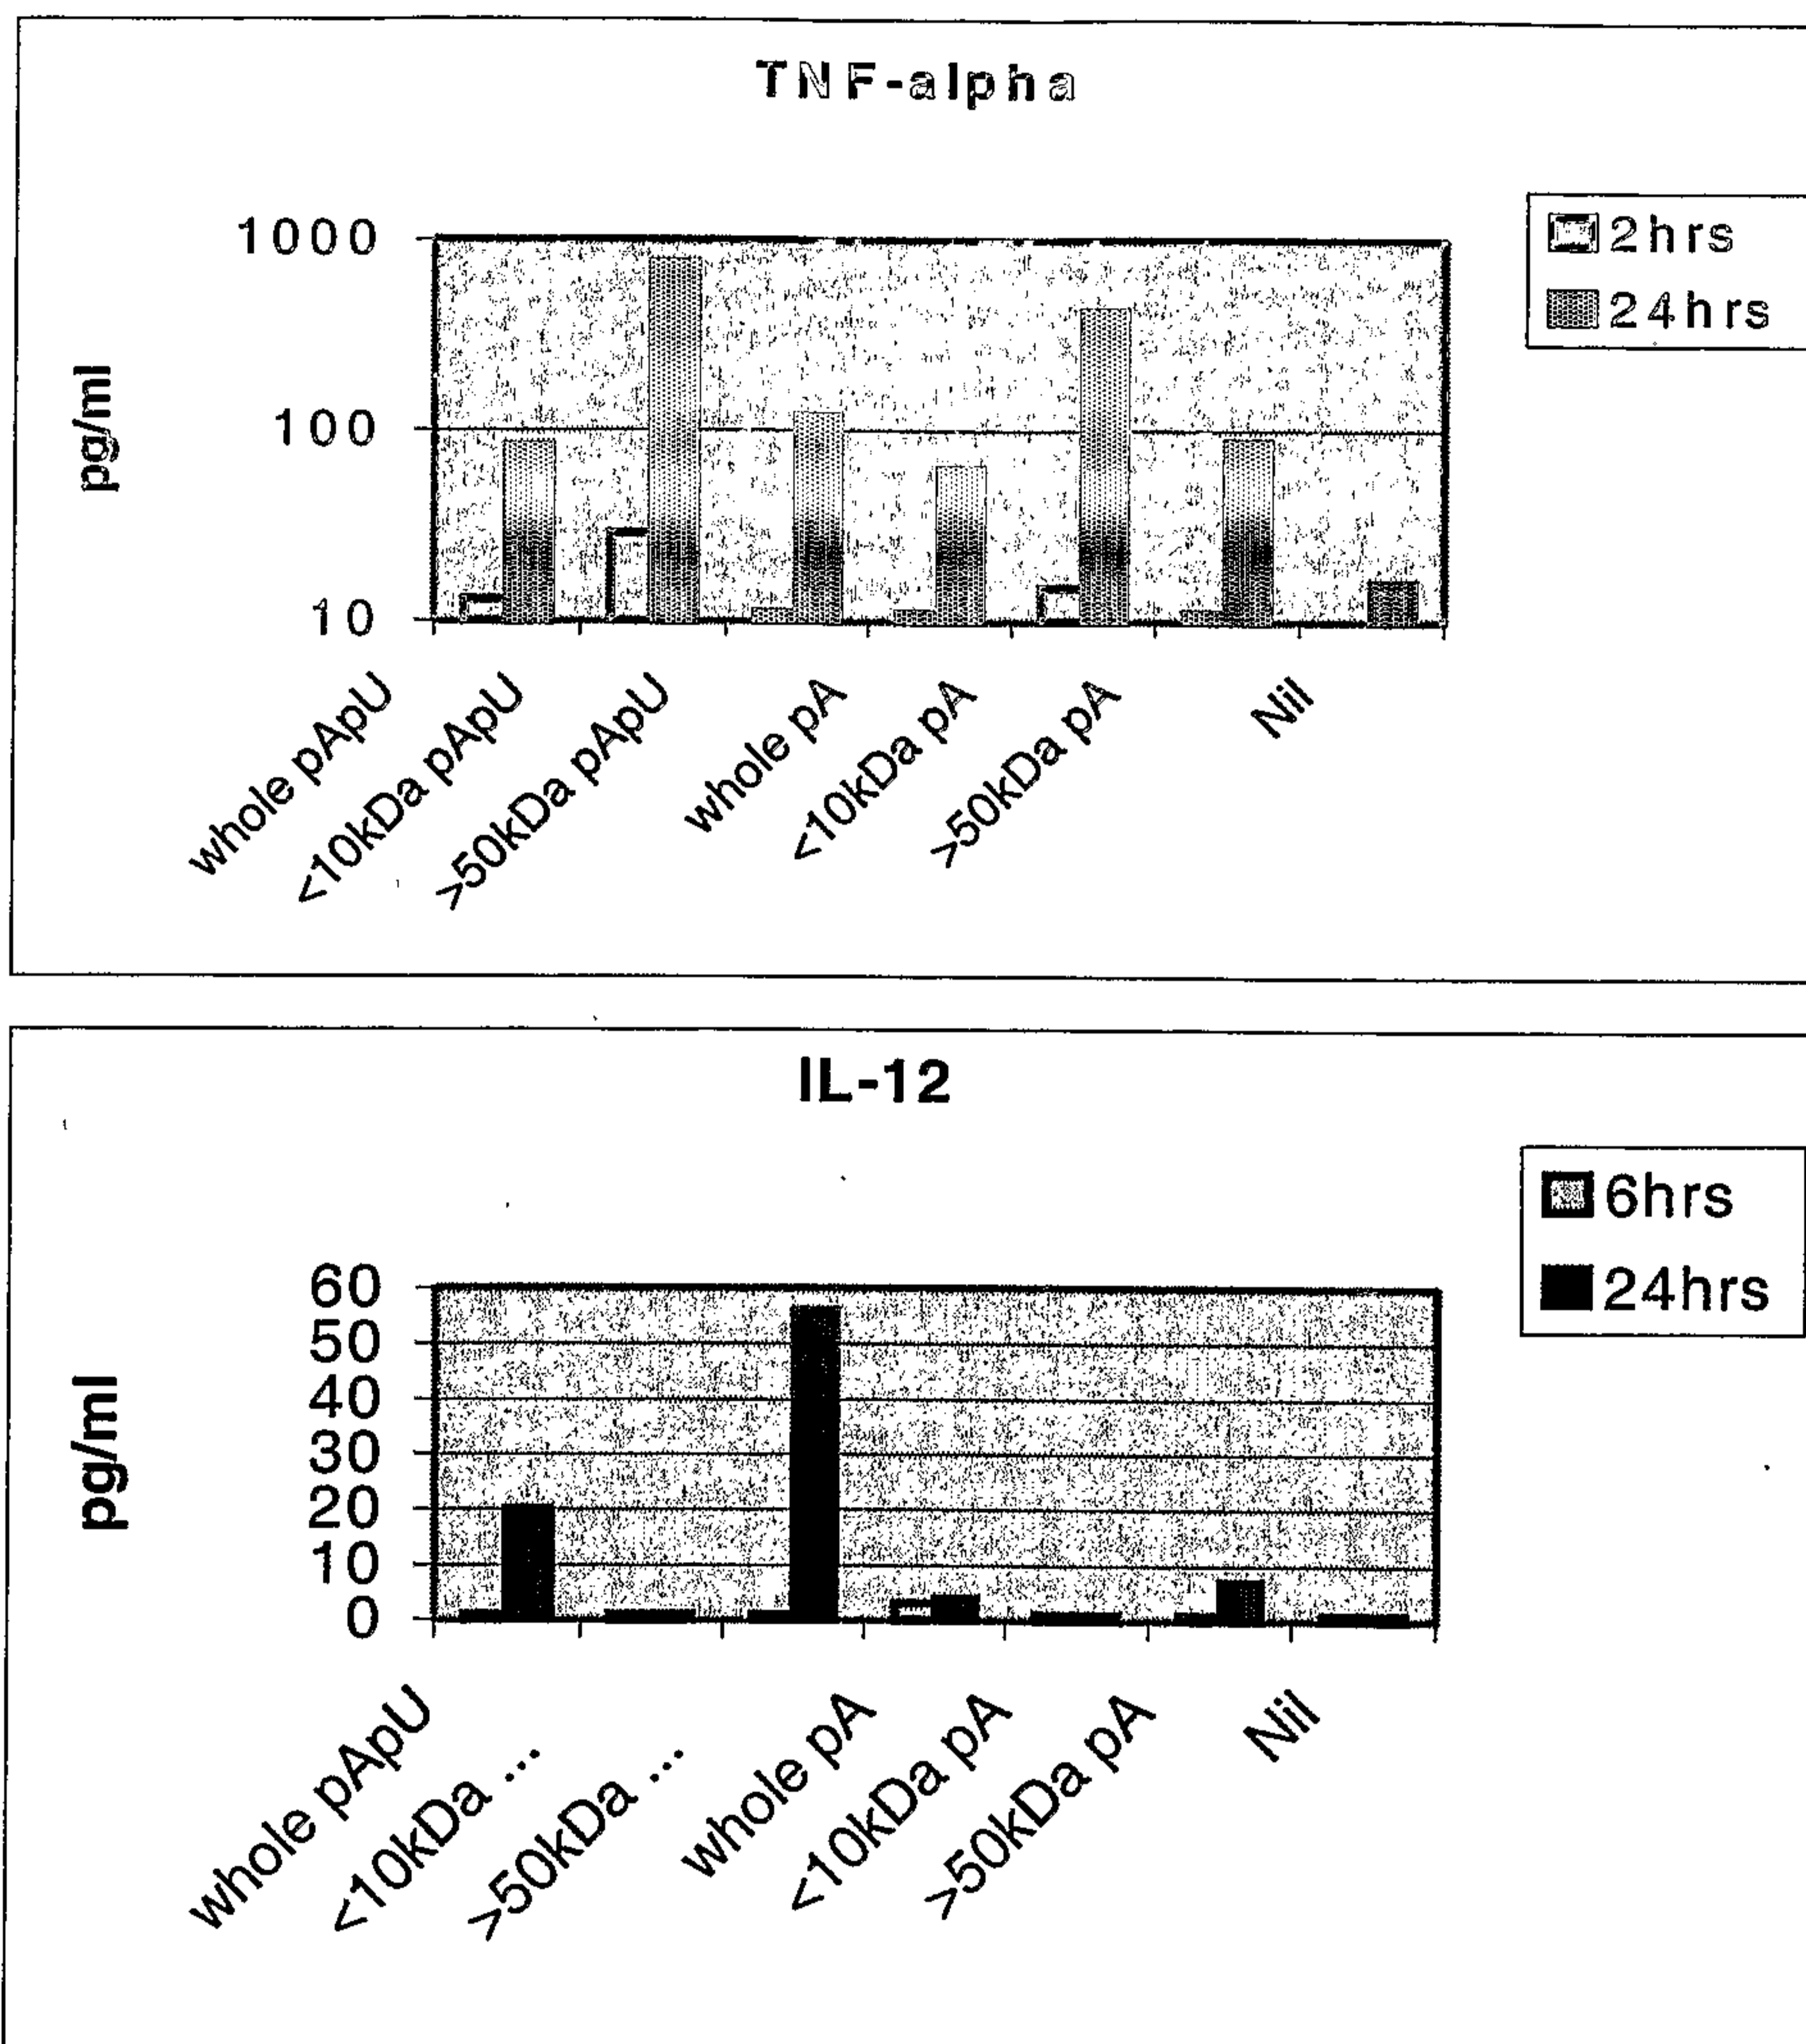 TNF-alpha
pg/ml
1000
100
10
2hrs
24hrs
whole pApU
<10kDa pApU
>50kDa pApU
whole pA
<10kDa pA
>50kDa pA
Nil
IL-12
pg/ml
60
50
40
30
20
10
0
6hrs
24hrs
whole pApU
<10kDa ...
>50kDa ...
whole pA
<10kDa pA
>50kDa pA
Nil